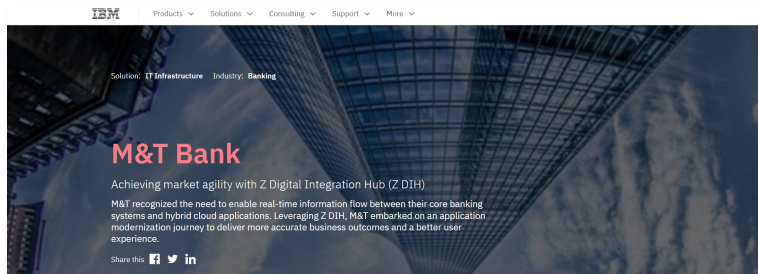 IBM
Products Solutions Consulting Support More
Solution: IT Infrastructure Industry: Banking
M&T Bank
Achieving market agility with Z Digital Integration Hub (Z DIH)
M&T recognized the need to enable real-time information flow between their core banking
systems and hybrid cloud applications. Leveraging Z DIH, M&T embarked on an application
modernization journey to deliver more accurate business outcomes and a better user
experience.
Share this